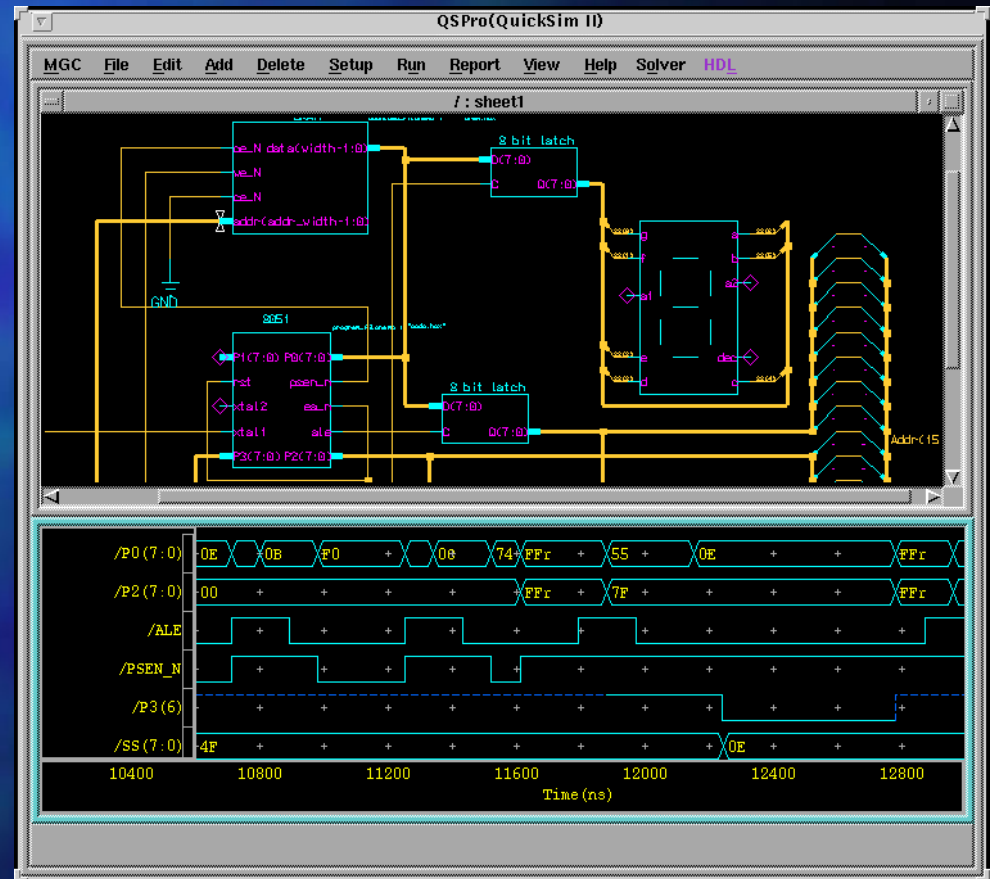 QSPro(QuickSim II)
MGC File Edit Add Delete Setup Run Report View Help Solver HDL
/ : sheet1
oe_N data(width-1:0)
we_N
ce_N
addr(addr_width-1:0)
GND
8 bit latch
D(7:0)
C Q(7:0)
g a
f b
a1 a2
e dec
d c
8051
P1(7:0) P0(7:0)
rst psen_n
xtal2 ea_n
xtal1 ale
P3(7:0) P2(7:0)
8 bit latch
D(7:0)
C Q(7:0)
Addr(15
/P0(7:0) 0E 0B F0 08 74 FFr 55 0E FFr
/P2(7:0) 00 FFr 7F FFr
/ALE
/PSEN_N
/P3(6)
/SS(7:0) 4F 0E
10400 10800 11200 11600 12000 12400 12800
Time(ns)